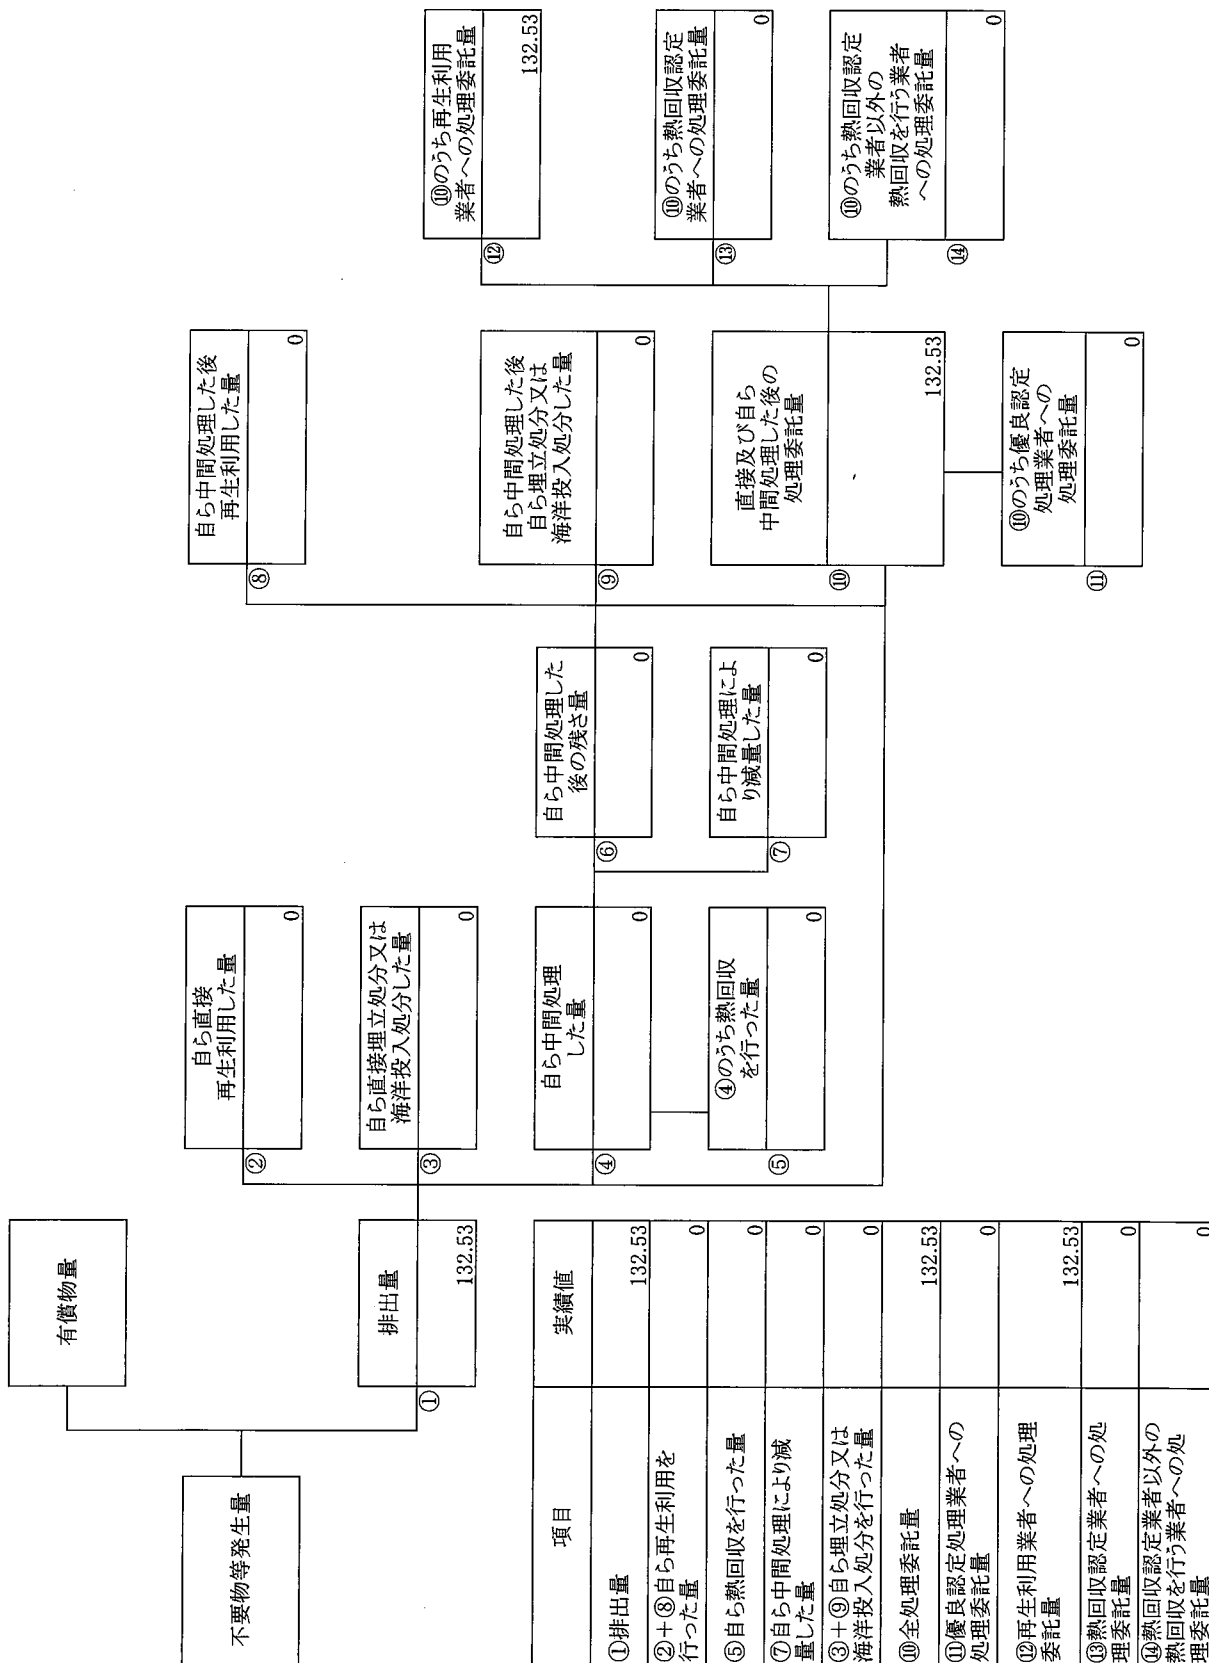 不要物等発生量
有償物量
排出量
①
132.53
自ら直接
再生利用した量
②
0
自ら直接埋立処分又は
海洋投入処分した量
③
0
自ら中間処理
した量
④
0
④のうち熱回収
を行った量
⑤
0
自ら中間処理した
後の残さ量
⑥
0
自ら中間処理によ
り減量した量
⑦
0
自ら中間処理した後
再生利用した量
⑧
0
自ら中間処理した後
自ら埋立処分又は
海洋投入処分した量
⑨
0
直接及び自ら
中間処理した後の
処理委託量
⑩
132.53
⑩のうち優良認定
処理業者への
処理委託量
⑪
0
⑩のうち再生利用
業者への処理委託量
⑫
132.53
⑩のうち熱回収認定
業者への処理委託量
⑬
0
⑩のうち熱回収認定
業者以外の
熱回収を行う業者
への処理委託量
⑭
0
項目 実績値
①排出量 132.53
②+⑧自ら再生利用を
行った量 0
⑤自ら熱回収を行った量 0
⑦自ら中間処理により減
量した量 0
③+⑨自ら埋立処分又は
海洋投入処分を行った量 0
⑩全処理委託量 132.53
⑪優良認定処理業者への
処理委託量 0
⑫再生利用業者への処理
委託量 132.53
⑬熱回収認定業者への処
理委託量 0
⑭熱回収認定業者以外の
熱回収を行う業者への処
理委託量 0